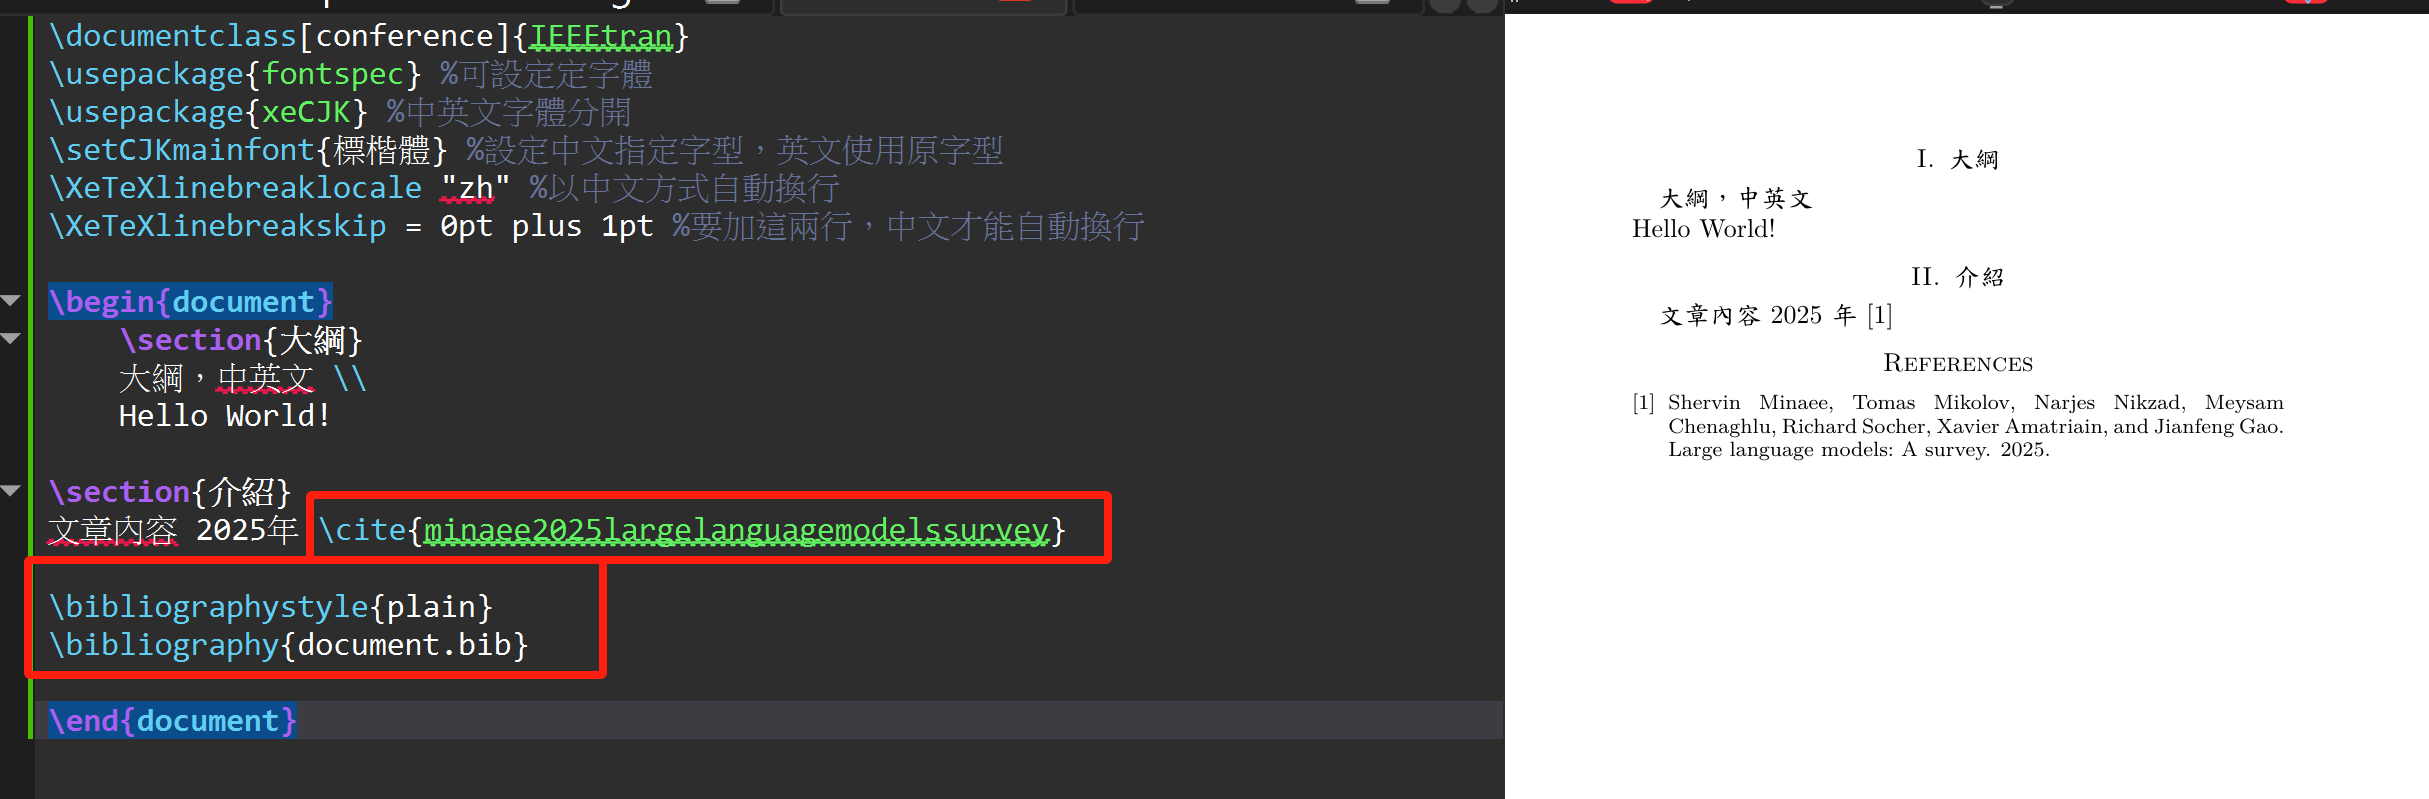 \documentclass[conference]{IEEEtran}
\usepackage{fontspec} %可設定定字體
\usepackage{xeCJK} %中英文字體分開
\setCJKmainfont{標楷體} %設定中文指定字型，英文使用原字型
\XeTeXlinebreaklocale "zh" %以中文方式自動換行
\XeTeXlinebreakskip = 0pt plus 1pt %要加這兩行，中文才能自動換行
\begin{document}
\section{大綱}
大綱，中英文 \\
Hello World!
\section{介紹}
文章內容 2025年 \cite{minaee2025largelanguagemodelssurvey}
\bibliographystyle{plain}
\bibliography{document.bib}
\end{document}
I. 大綱
大綱，中英文
Hello World!
II. 介紹
文章內容 2025 年 [1]
REFERENCES
[1] Shervin Minaee, Tomas Mikolov, Narjes Nikzad, Meysam
Chenaghlu, Richard Socher, Xavier Amatriain, and Jianfeng Gao.
Large language models: A survey. 2025.